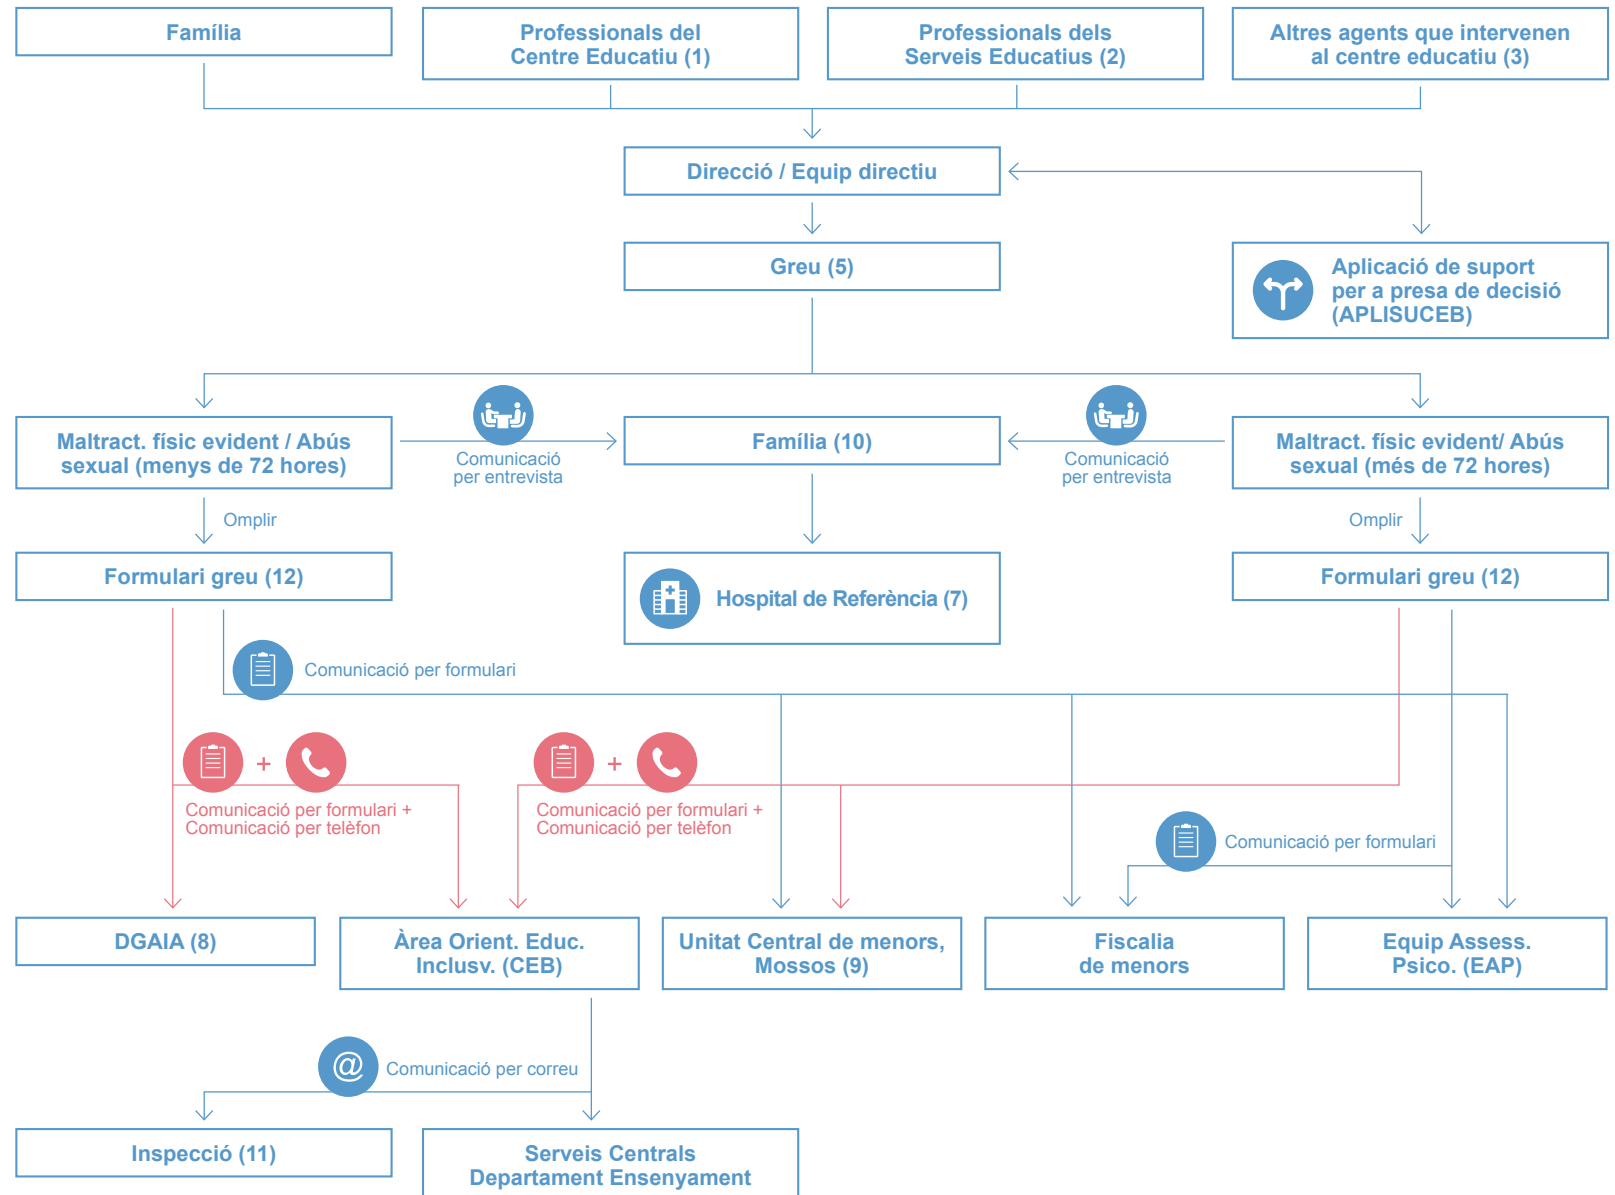 Família
Professionals del
Centre Educatiu (1)
Professionals dels
Serveis Educatius (2)
Altres agents que intervenen
al centre educatiu (3)
Direcció / Equip directiu
Greu (5)
Aplicació de suport
per a presa de decisió
(APLISUCEB)
Maltract. físic evident / Abús
sexual (menys de 72 hores)
Comunicació
per entrevista
Família (10)
Comunicació
per entrevista
Maltract. físic evident/ Abús
sexual (més de 72 hores)
Omplir
Omplir
Formulari greu (12)
Hospital de Referència (7)
Formulari greu (12)
Comunicació per formulari
+
+
Comunicació per formulari +
Comunicació per telèfon
Comunicació per formulari +
Comunicació per telèfon
Comunicació per formulari
DGAIA (8)
Àrea Orient. Educ.
Inclusv. (CEB)
Unitat Central de menors,
Mossos (9)
Fiscalia
de menors
Equip Assess.
Psico. (EAP)
@
Comunicació per correu
Inspecció (11)
Serveis Centrals
Departament Ensenyament